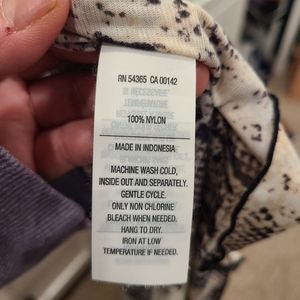 RN 54365 CA 00142
100% NYLON
MADE IN INDONESIA
MACHINE WASH COLD,
INSIDE OUT AND SEPARATELY.
GENTLE CYCLE.
ONLY NON CHLORINE
BLEACH WHEN NEEDED.
HANG TO DRY.
IRON AT LOW
TEMPERATURE IF NEEDED.